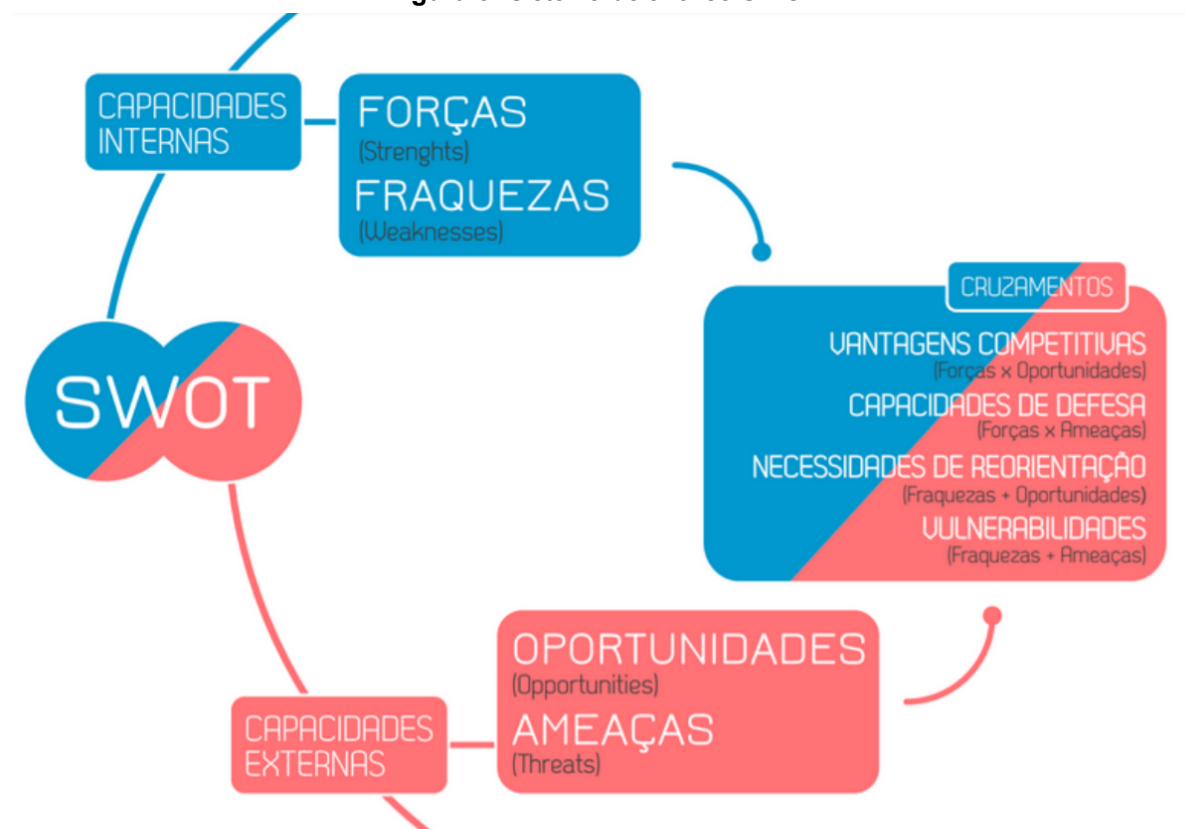 CAPACIDADES
INTERNAS
FORÇAS
(Strenghts)
FRAQUEZAS
(Weaknesses)
SWOT
CRUZAMENTOS
VANTAGENS COMPETITIVAS
(Forças x Oportunidades)
CAPACIDADES DE DEFESA
(Forças x Ameaças)
NECESSIDADES DE REORIENTAÇÃO
(Fraquezas + Oportunidades)
VULNERABILIDADES
(Fraquezas + Ameaças)
OPORTUNIDADES
(Opportunities)
AMEAÇAS
(Threats)
CAPACIDADES
EXTERNAS